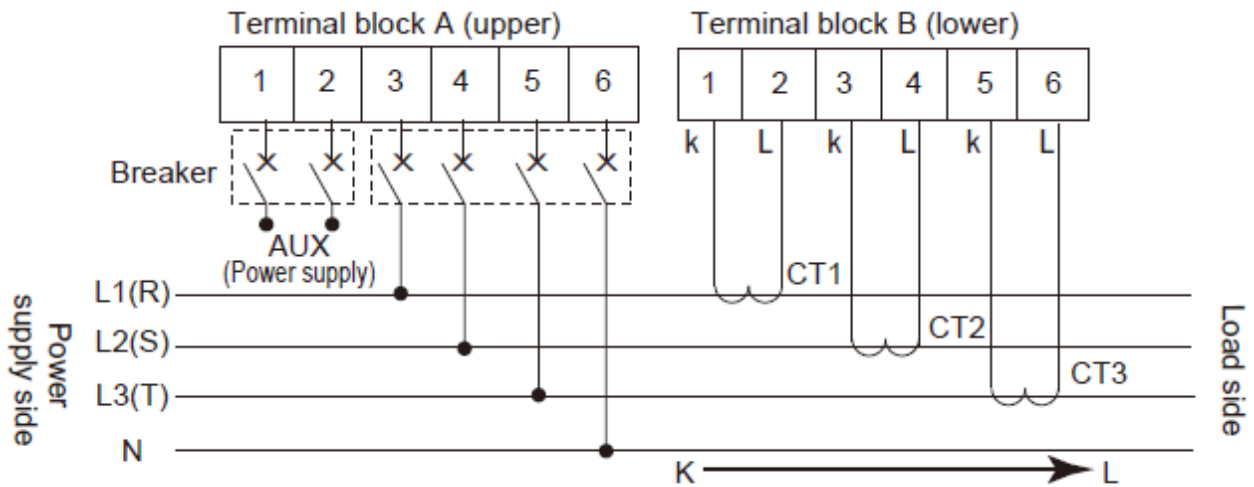 Terminal block A (upper)
Terminal block B (lower)
1 2 3 4 5 6
1 2 3 4 5 6
k L k L k L
Breaker
AUX
(Power supply)
CT1
L1(R)
CT2
L2(S)
CT3
L3(T)
N
K L
Power
supply side
Load side